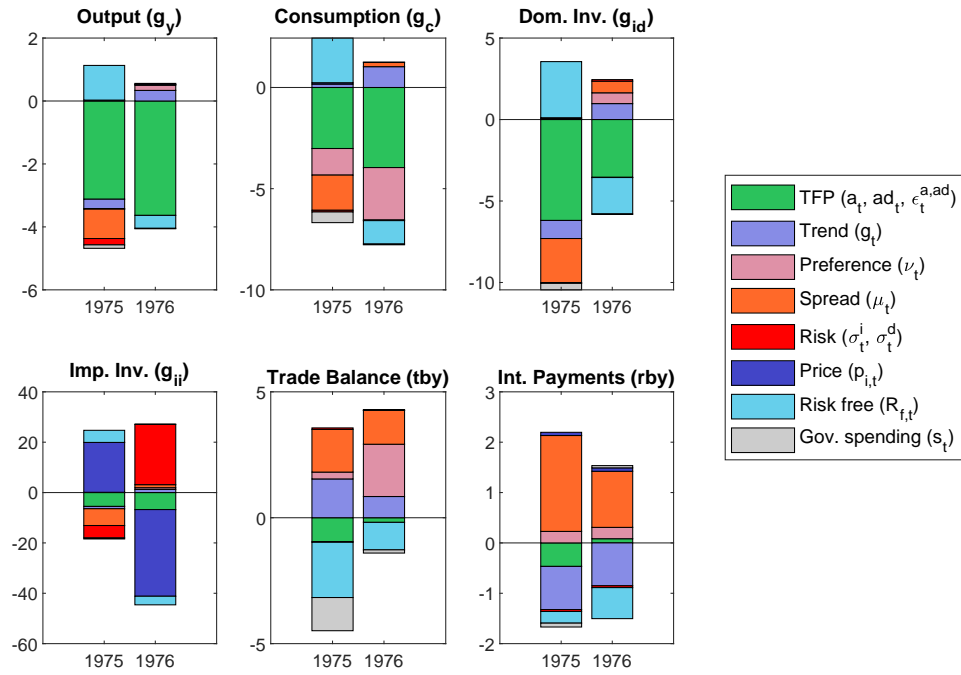 Output (g_y)
Consumption (g_c)
Dom. Inv. (g_id)
2
0
-2
-4
-6
1975 1976
0
-5
-10
1975 1976
5
0
-5
-10
1975 1976
Imp. Inv. (g_ii)
Trade Balance (tby)
Int. Payments (rby)
40
20
0
-20
-40
-60
1975 1976
5
0
-5
1975 1976
3
2
1
0
-1
-2
1975 1976
TFP (a_t, ad_t, ϵ_t^a,ad)
Trend (g_t)
Preference (ν_t)
Spread (μ_t)
Risk (σ_t^i, σ_t^d)
Price (p_i,t)
Risk free (R_f,t)
Gov. spending (s_t)